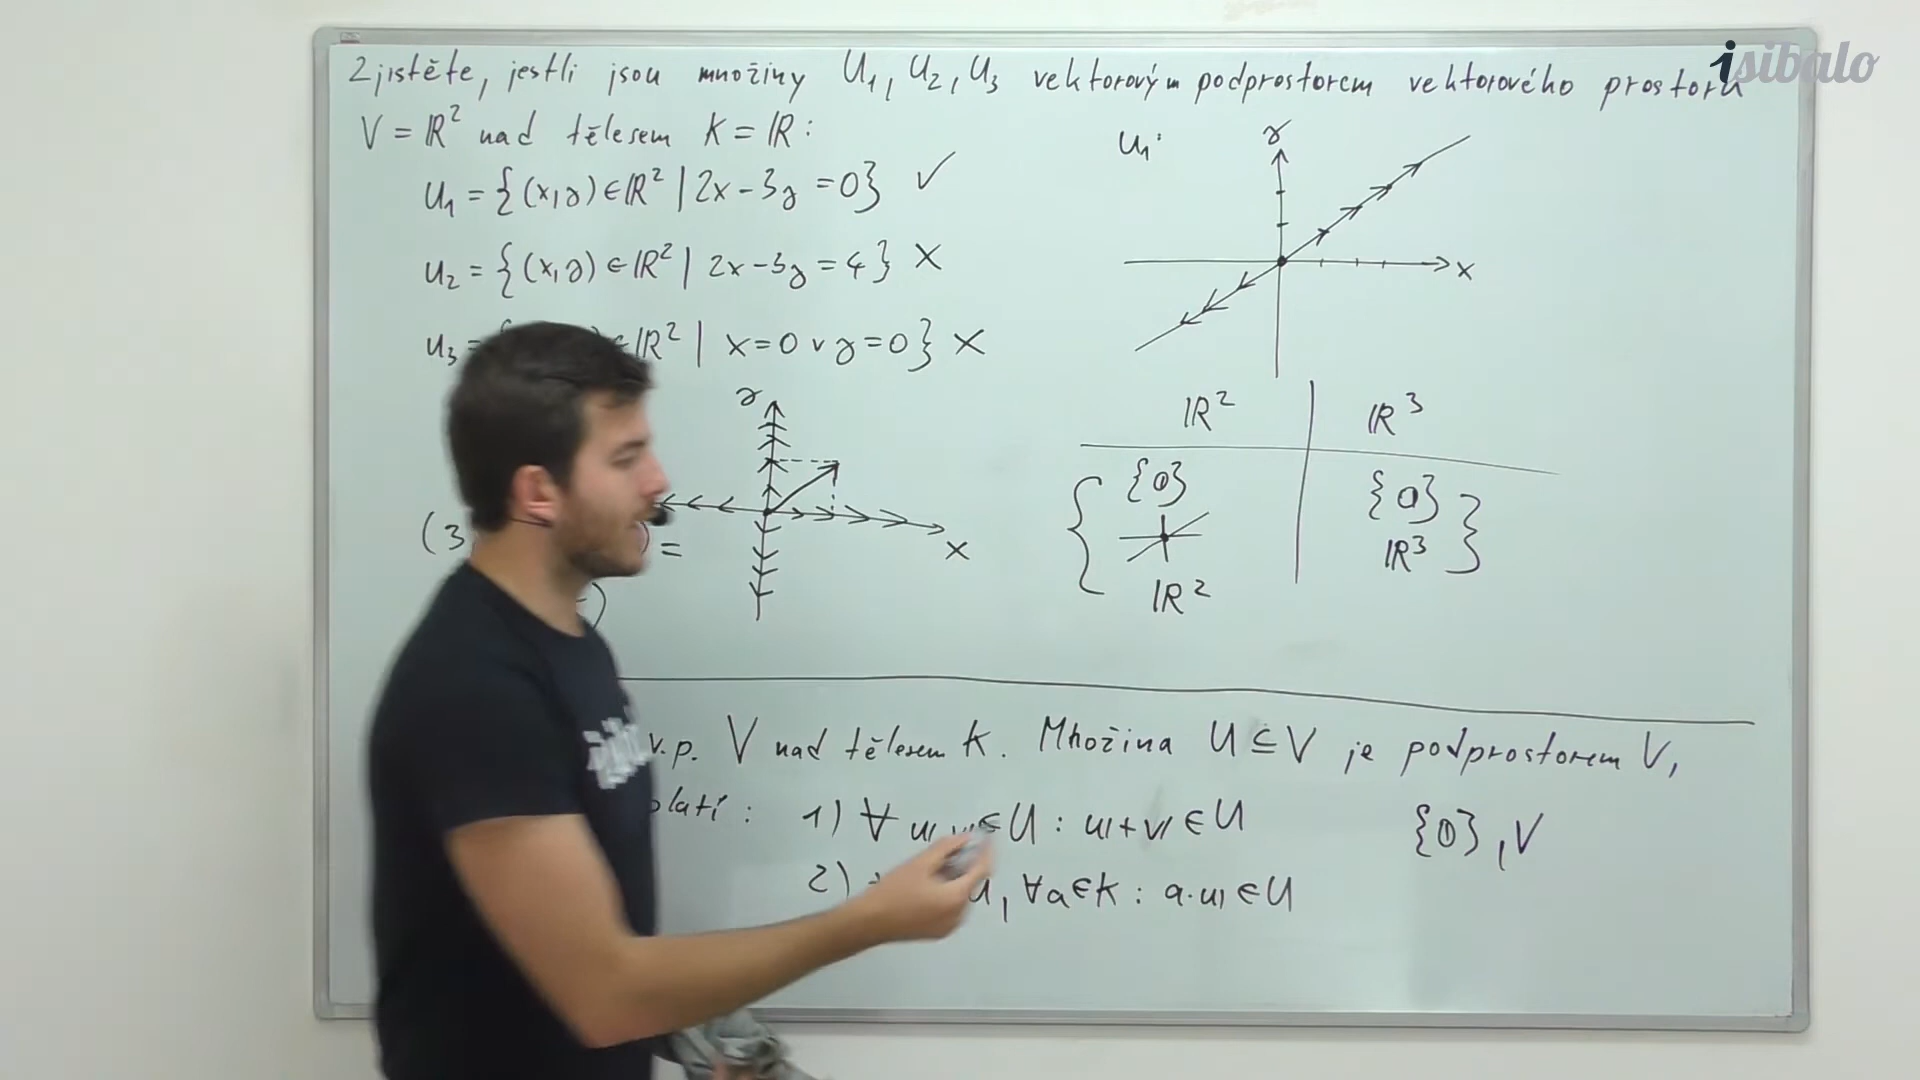 isibalo
Zjistěte, jestli jsou množiny U₁, U₂, U₃ vektorovým podprostorem vektorového prostoru
V = ℝ² nad tělesem K = ℝ:
U₁ = {(x,y) ∈ ℝ² | 2x - 3y = 0} ✓
U₂ = {(x,y) ∈ ℝ² | 2x - 3y = 4} ✗
U₃ = ∈ ℝ² | x = 0 ∨ y = 0} ✗
U₁:
y
x
y
x
(3,
) =
)
ℝ² | ℝ³
{0} | {0}
ℝ³
ℝ²
v.p. V nad tělesem K. Množina U ⊆ V je podprostorem V,
platí: 1) ∀ u, v ∈ U : u + v ∈ U
{0}, V
2) U, ∀a ∈ K : a·u ∈ U